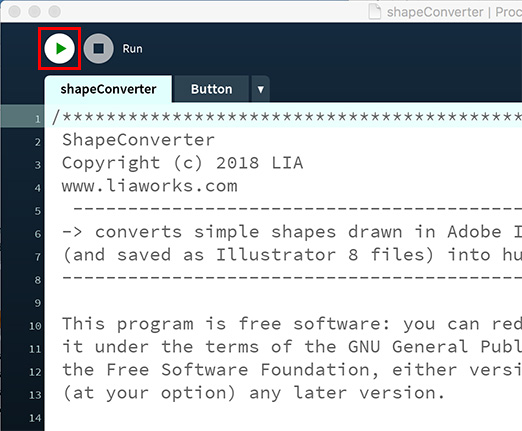 shapeConverter | Proc
Run
shapeConverter Button ▼
1 /******************************************
2 ShapeConverter
3 Copyright (c) 2018 LIA
4 www.liaworks.com
5 -----------------------------------------
6 -> converts simple shapes drawn in Adobe I
7 (and saved as Illustrator 8 files) into hu
8 ------------------------------------------
9
10 This program is free software: you can red
11 it under the terms of the GNU General Publ
12 the Free Software Foundation, either versi
13 (at your option) any later version.
14